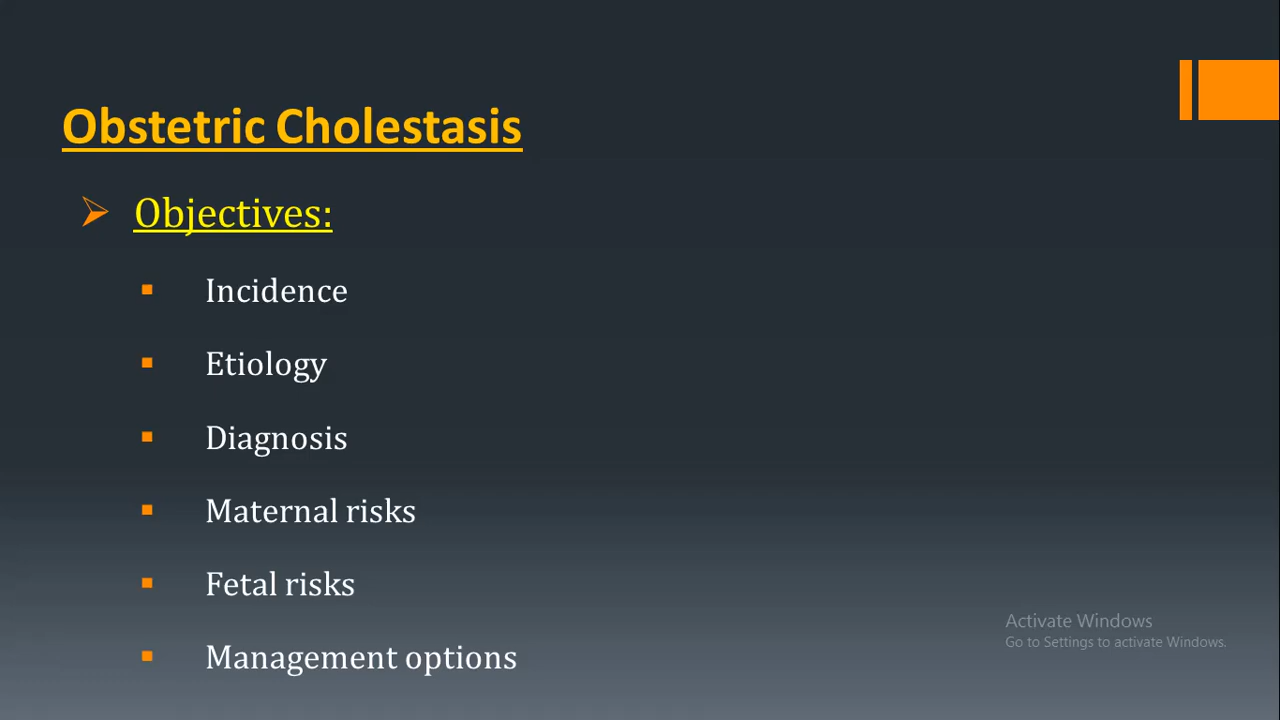 Obstetric Cholestasis
Objectives:
Incidence
Etiology
Diagnosis
Maternal risks
Fetal risks
Management options
Activate Windows
Go to Settings to activate Windows.